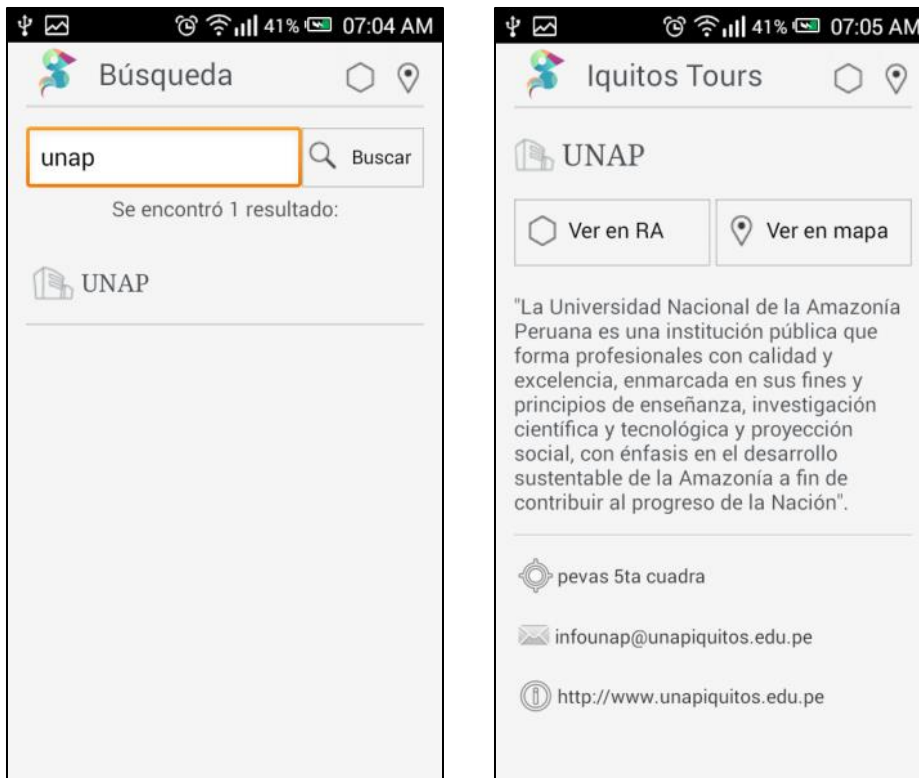 41% 07:04 AM
Búsqueda
unap
Buscar
Se encontró 1 resultado:
UNAP
41% 07:05 AM
Iquitos Tours
UNAP
Ver en RA
Ver en mapa
"La Universidad Nacional de la Amazonía
Peruana es una institución pública que
forma profesionales con calidad y
excelencia, enmarcada en sus fines y
principios de enseñanza, investigación
científica y tecnológica y proyección
social, con énfasis en el desarrollo
sustentable de la Amazonía a fin de
contribuir al progreso de la Nación".
pevas 5ta cuadra
infounap@unapiquitos.edu.pe
http://www.unapiquitos.edu.pe